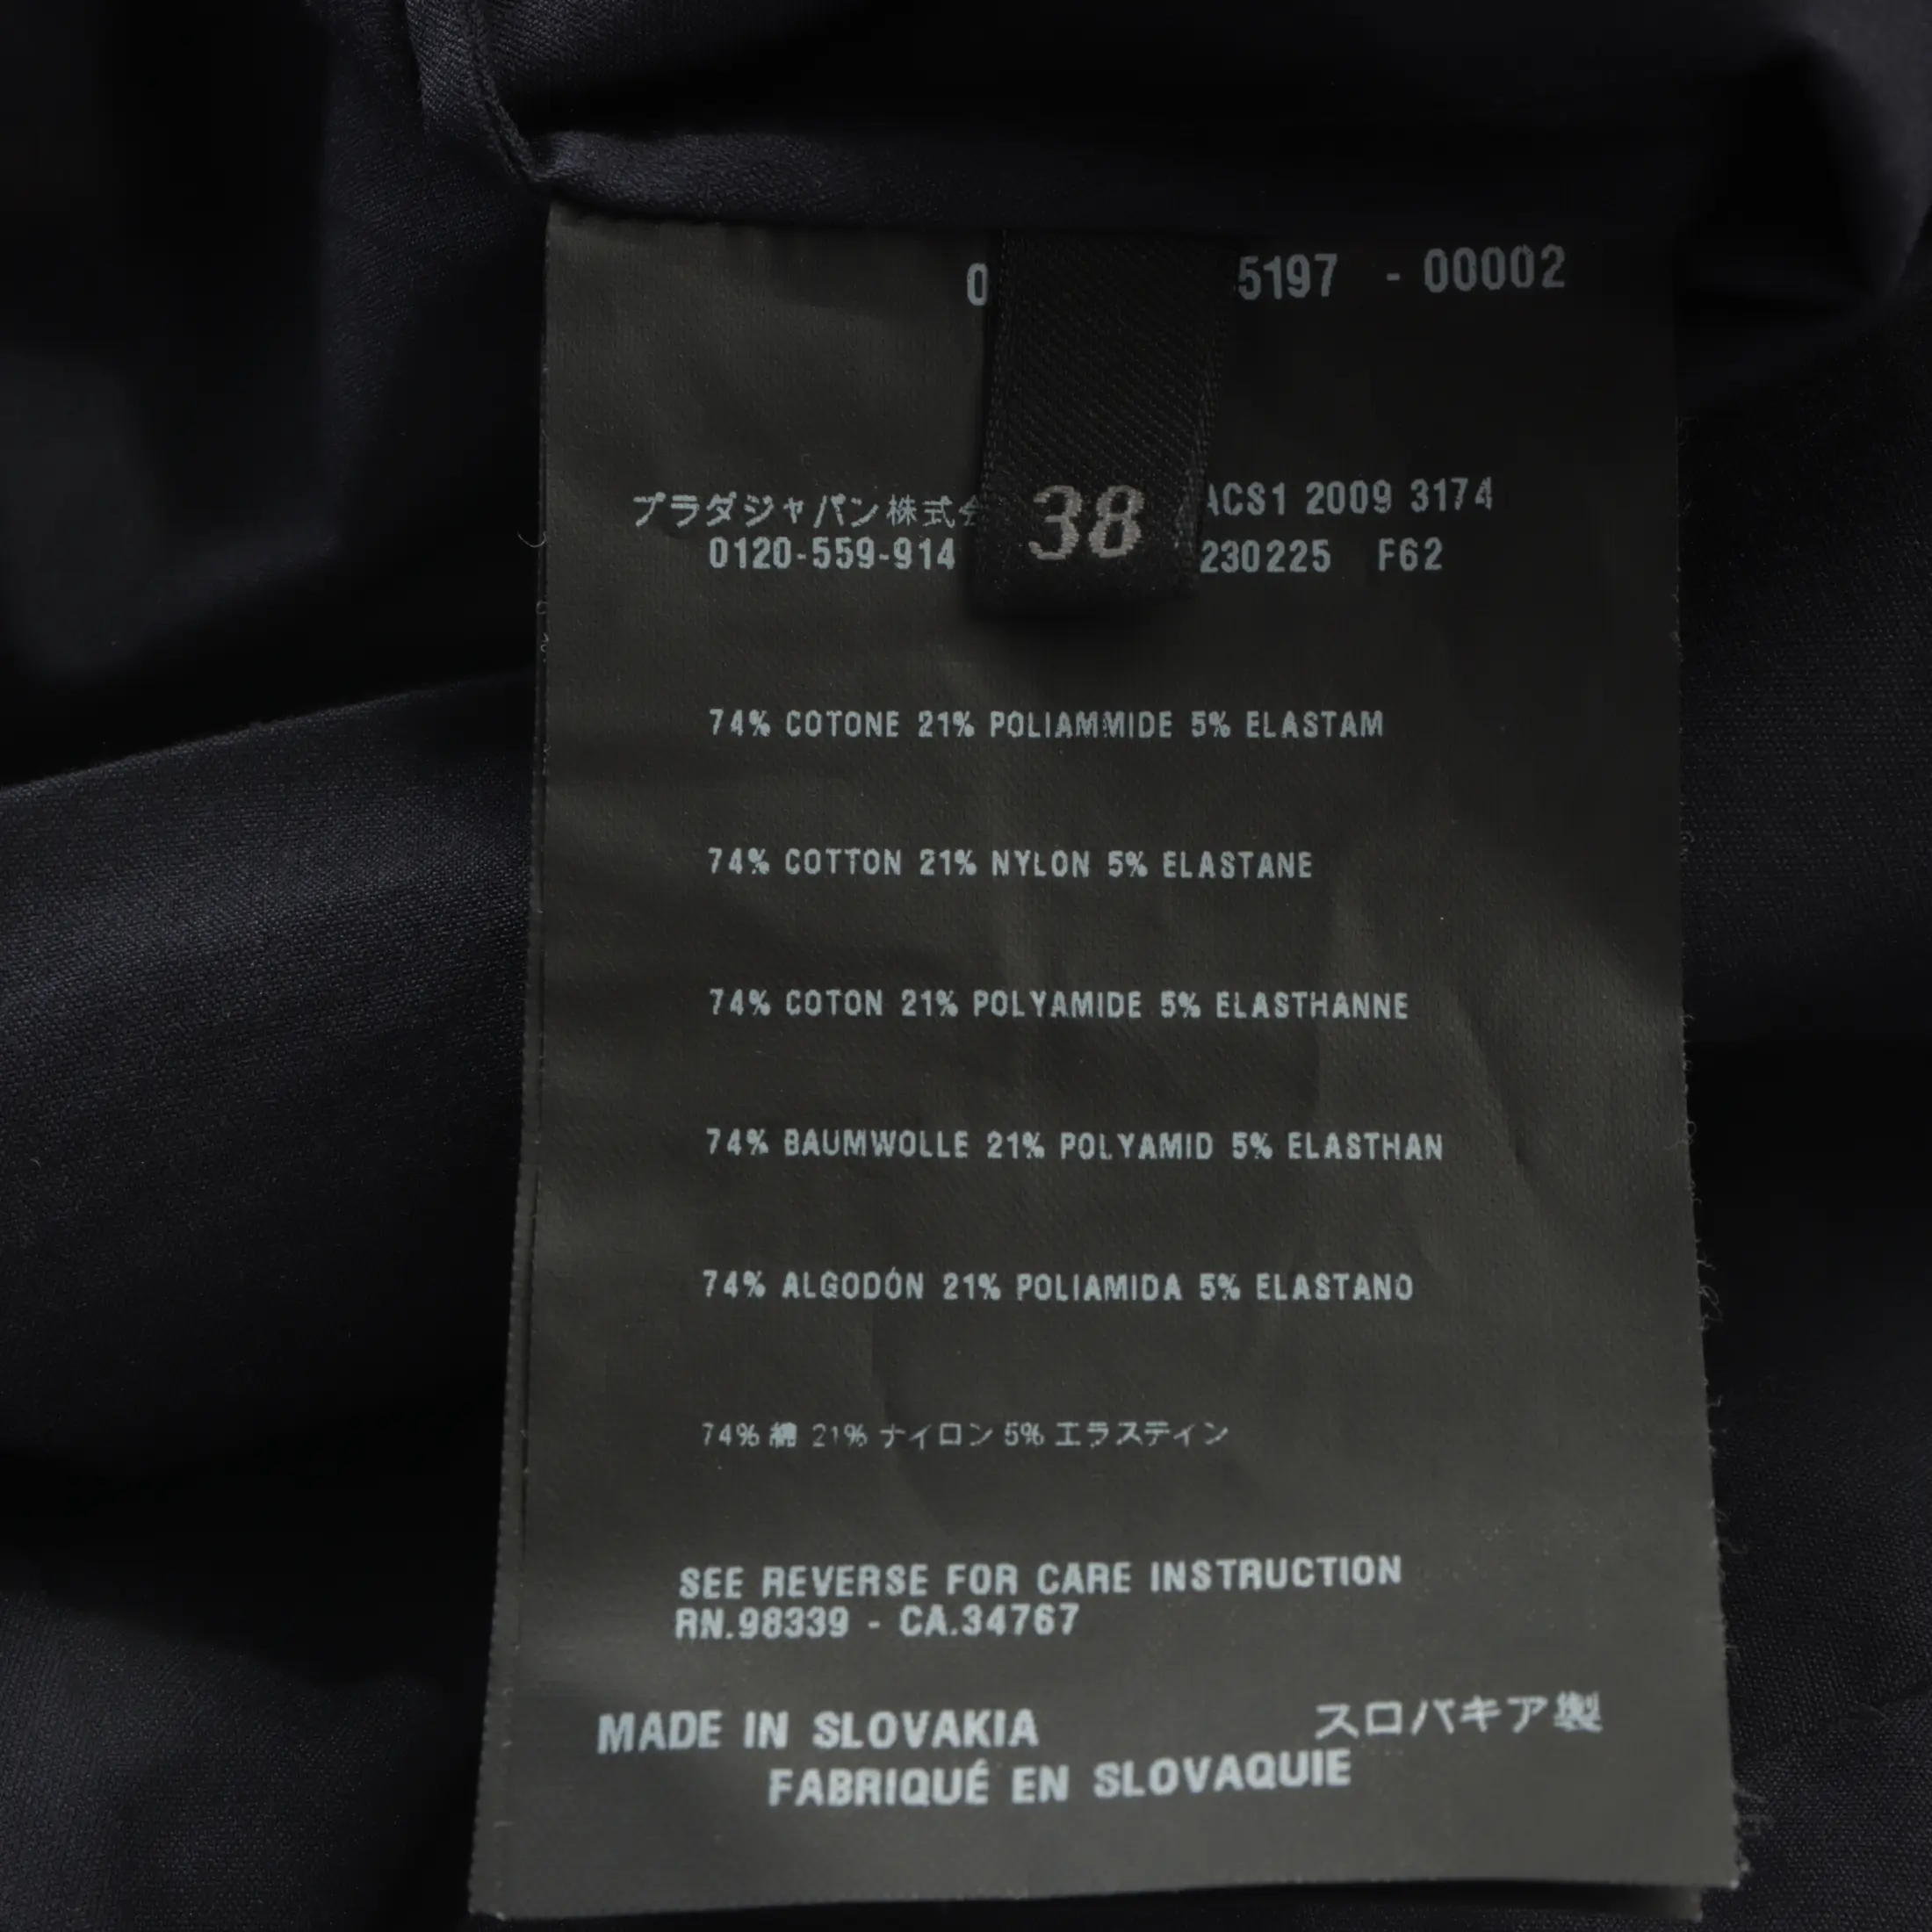 0 5197 - 00002
プラダジャパン株式会 ACS1 2009 3174
0120-559-914 38 230225 F62
74% COTONE 21% POLIAMMIDE 5% ELASTAM
74% COTTON 21% NYLON 5% ELASTANE
74% COTON 21% POLYAMIDE 5% ELASTHANNE
74% BAUMWOLLE 21% POLYAMID 5% ELASTHAN
74% ALGODÓN 21% POLIAMIDA 5% ELASTANO
74% 綿 21% ナイロン 5% エラスティン
SEE REVERSE FOR CARE INSTRUCTION
RN.98339 - CA.34767
MADE IN SLOVAKIA スロバキア製
FABRIQUÉ EN SLOVAQUIE